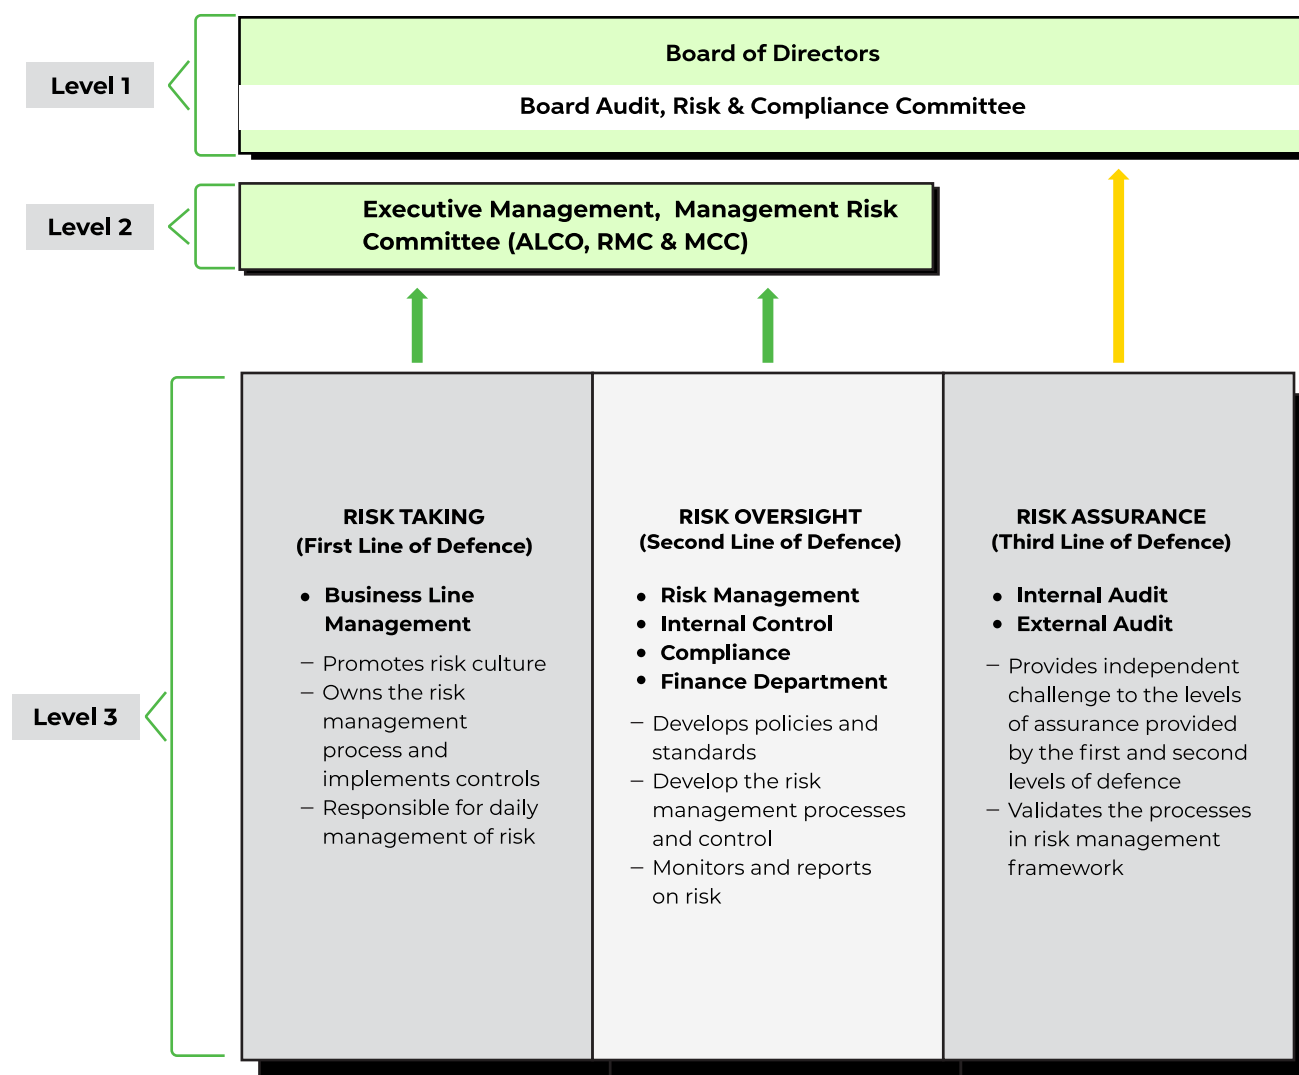 Level 1
Board of Directors
Board Audit, Risk & Compliance Committee
Level 2
Executive Management, Management Risk
Committee (ALCO, RMC & MCC)
Level 3
RISK TAKING
(First Line of Defence)
• Business Line
Management
– Promotes risk culture
– Owns the risk
management
process and
implements controls
– Responsible for daily
management of risk
RISK OVERSIGHT
(Second Line of Defence)
• Risk Management
• Internal Control
• Compliance
• Finance Department
– Develops policies and
standards
– Develop the risk
management processes
and control
– Monitors and reports
on risk
RISK ASSURANCE
(Third Line of Defence)
• Internal Audit
• External Audit
– Provides independent
challenge to the levels
of assurance provided
by the first and second
levels of defence
– Validates the processes
in risk management
framework